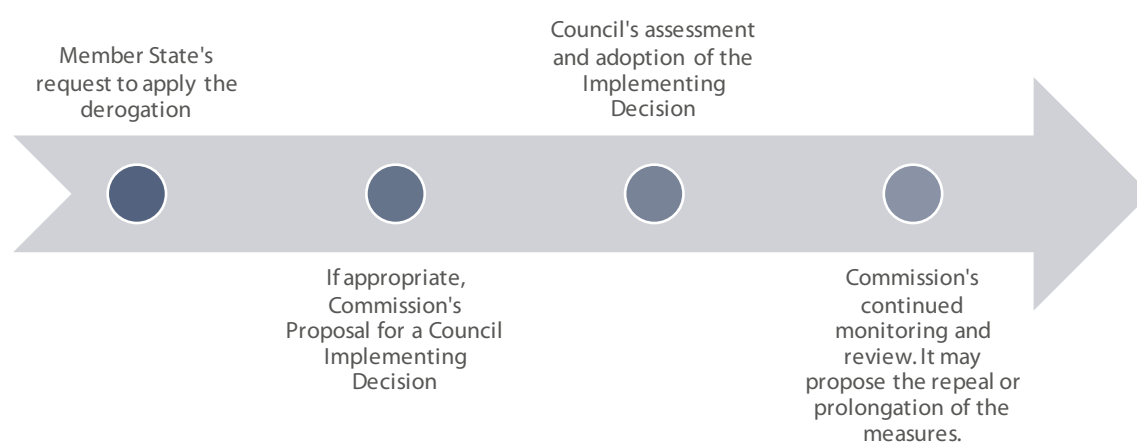 Member State's
request to apply the
derogation
If appropriate,
Commission's
Proposal for a Council
Implementing
Decision
Council's assessment
and adoption of the
Implementing
Decision
Commission's
continued
monitoring and
review. It may
propose the repeal or
prolongation of the
measures.